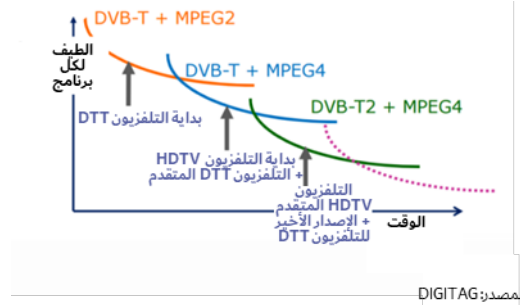 DVB-T + MPEG2
الطيف
لكل
برنامج
DVB-T + MPEG4
DVB-T2 + MPEG4
بداية التلفزيون DTT
بداية التلفزيون HDTV
+ التلفزيون DTT المتقدم
التلفزيون
HDTV المتقدم
+ الإصدار الأخير
للتلفزيون DTT
الوقت
لمصدر: DIGITAG